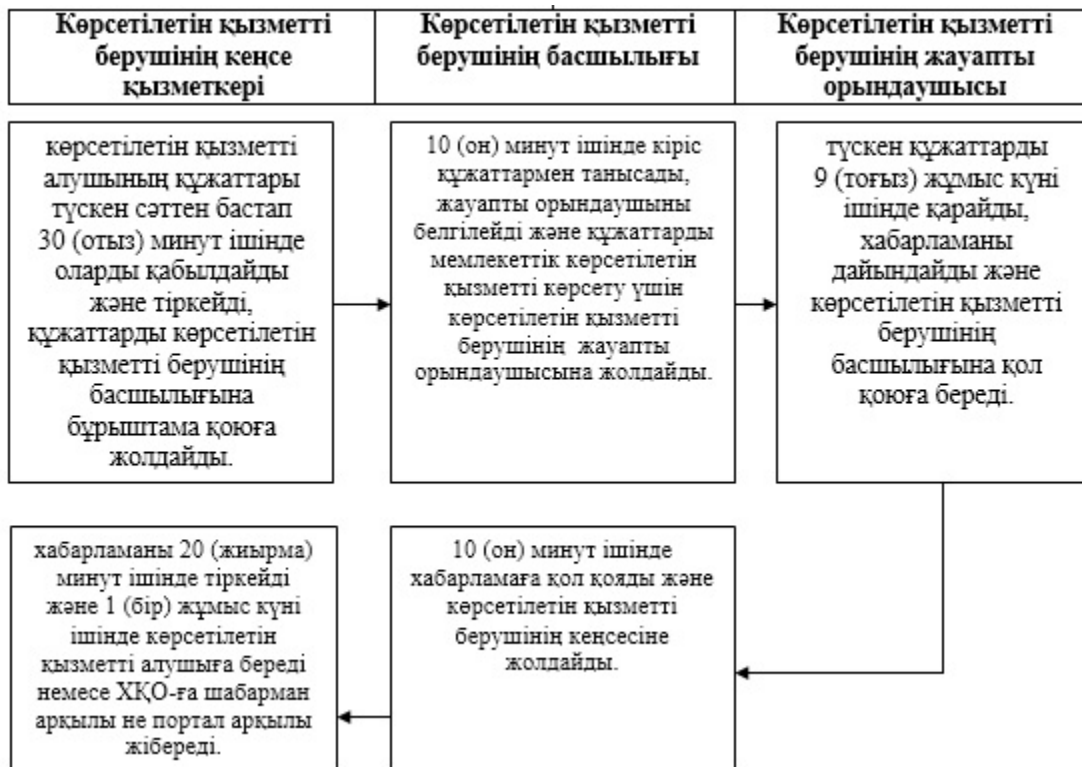 Көрсетілетін қызметті
берушінің кеңсе
қызметкері
Көрсетілетін қызметті
берушінің басшылығы
Көрсетілетін қызметті
берушінің жауапты
орындаушысы
көрсетілетін қызметті
алушының құжаттары
түскен сәттен бастап
30 (отыз) минут ішінде
оларды қабылдайды
және тіркейді,
құжаттарды көрсетілетін
қызметті берушінің
басшылығына
бұрыштама қоюға
жолдайды.
10 (он) минут ішінде кіріс
құжаттармен танысады,
жауапты орындаушыны
белгілейді және құжаттарды
мемлекеттік көрсетілетін
қызметті көрсету үшін
көрсетілетін қызметті
берушінің жауапты
орындаушысына жолдайды.
түскен құжаттарды
9 (тоғыз) жұмыс күні
ішінде қарайды,
хабарламаны
дайындайды және
көрсетілетін қызметті
берушінің
басшылығына қол
қоюға береді.
хабарламаны 20 (жиырма)
минут ішінде тіркейді
және 1 (бір) жұмыс күні
ішінде көрсетілетін
қызметті алушыға береді
немесе ХҚО-ға шабарман
арқылы не портал арқылы
жібереді.
10 (он) минут ішінде
хабарламаға қол қояды және
көрсетілетін қызметті
берушінің кеңсесіне
жолдайды.